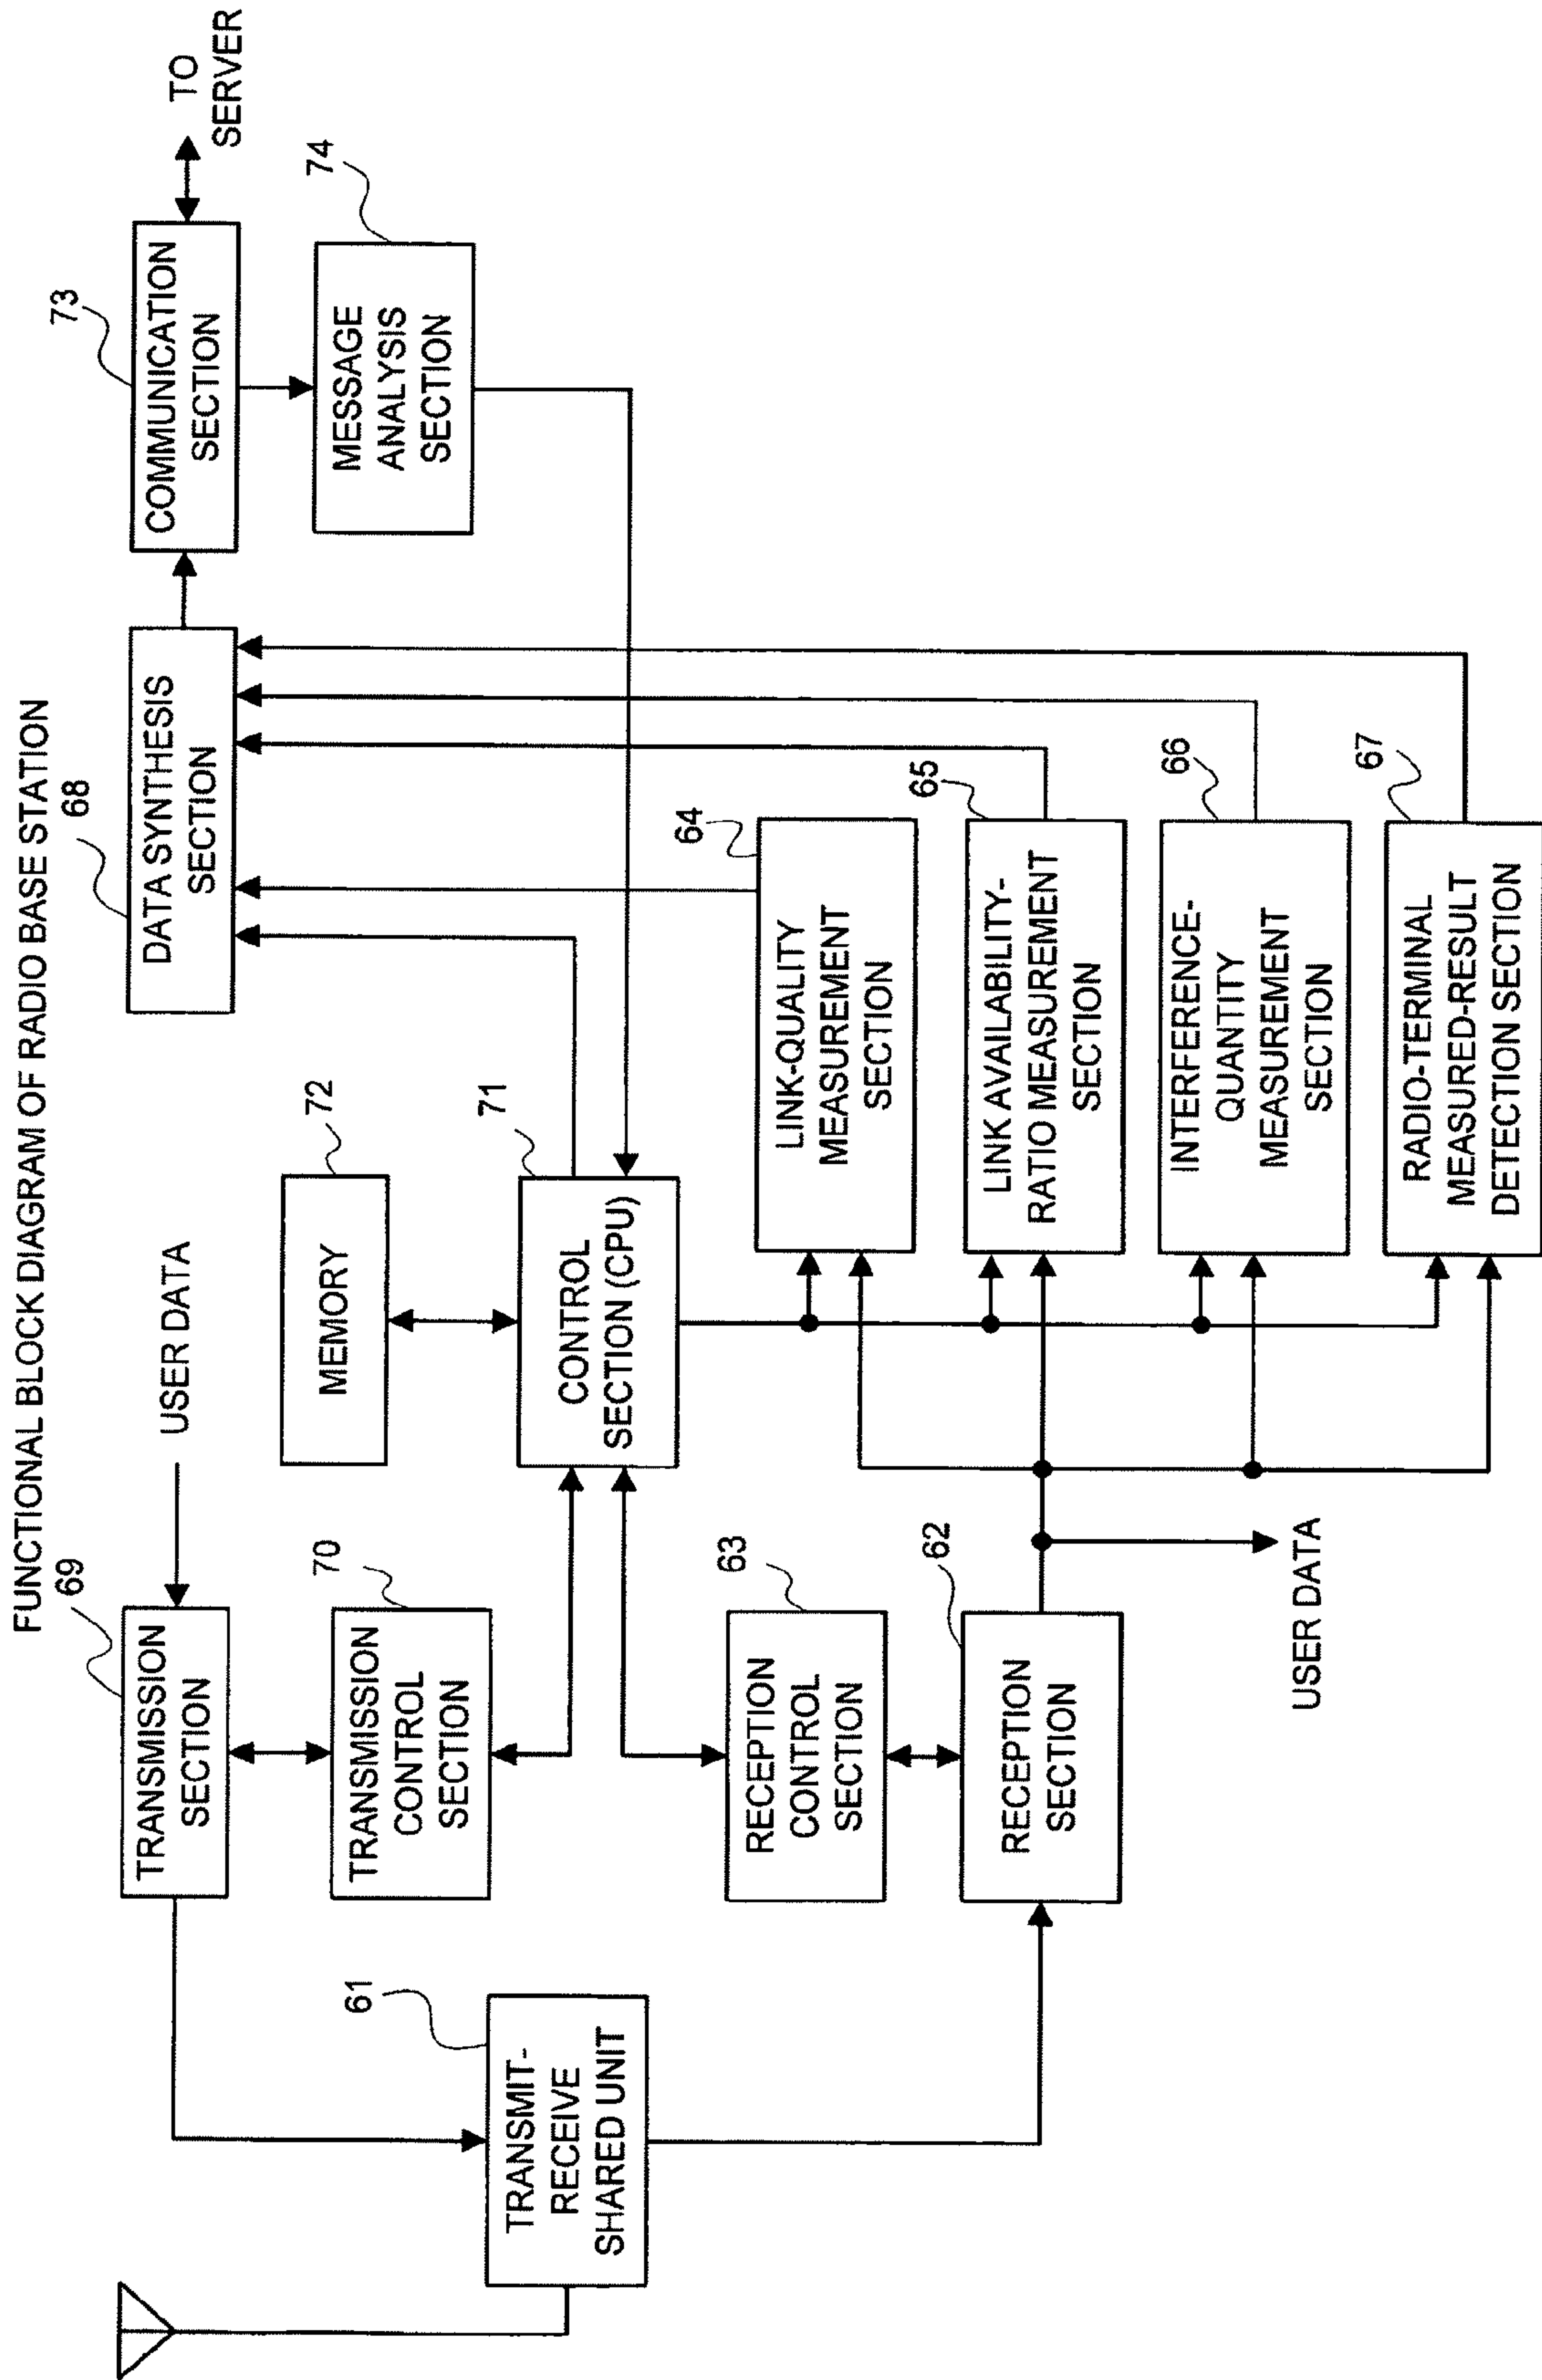 FUNCTIONAL BLOCK DIAGRAM OF RADIO BASE STATION
69
TRANSMISSION
SECTION
USER DATA
68
DATA SYNTHESIS
SECTION
73
COMMUNICATION
SECTION
TO
SERVER
70
TRANSMISSION
CONTROL
SECTION
72
MEMORY
74
MESSAGE
ANALYSIS
SECTION
61
TRANSMIT-
RECEIVE
SHARED UNIT
71
CONTROL
SECTION (CPU)
63
RECEPTION
CONTROL
SECTION
64
LINK-QUALITY
MEASUREMENT
SECTION
62
RECEPTION
SECTION
65
LINK AVAILABILITY-
RATIO MEASUREMENT
SECTION
66
INTERFERENCE-
QUANTITY
MEASUREMENT
SECTION
USER DATA
67
RADIO-TERMINAL
MEASURED-RESULT
DETECTION SECTION